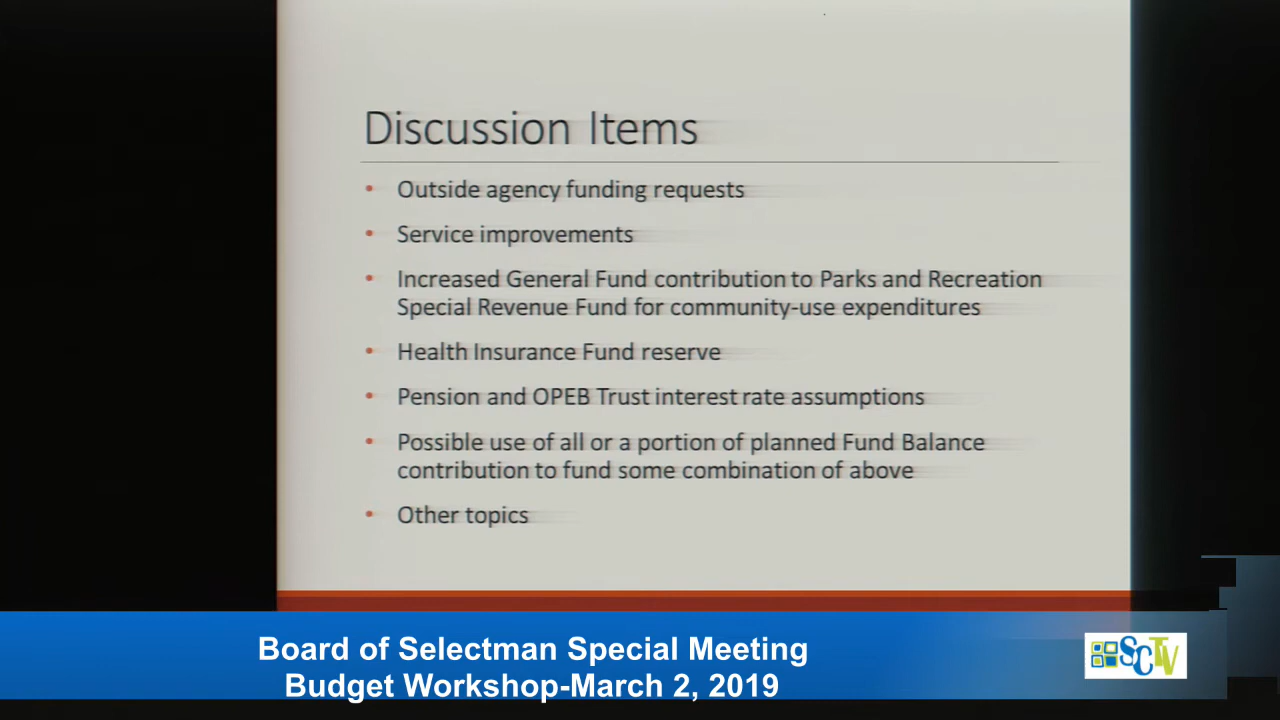 Discussion Items
• Outside agency funding requests
• Service improvements
• Increased General Fund contribution to Parks and Recreation
Special Revenue Fund for community-use expenditures
• Health Insurance Fund reserve
• Pension and OPEB Trust interest rate assumptions
• Possible use of all or a portion of planned Fund Balance
contribution to fund some combination of above
• Other topics
Board of Selectman Special Meeting
Budget Workshop-March 2, 2019
SCTV